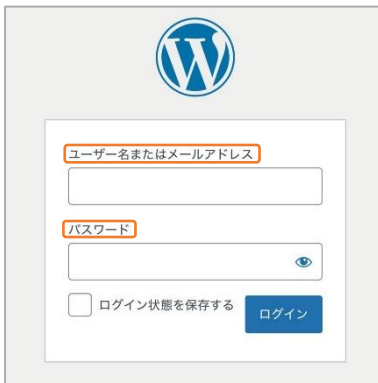 ユーザー名またはメールアドレス
パスワード
ログイン状態を保存する
ログイン